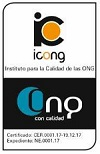 icong
Instituto para la Calidad de las ONG
Ong
con calidad
Certificado: CER.0001.17-19.12.17
Expediente: NE.0001.17